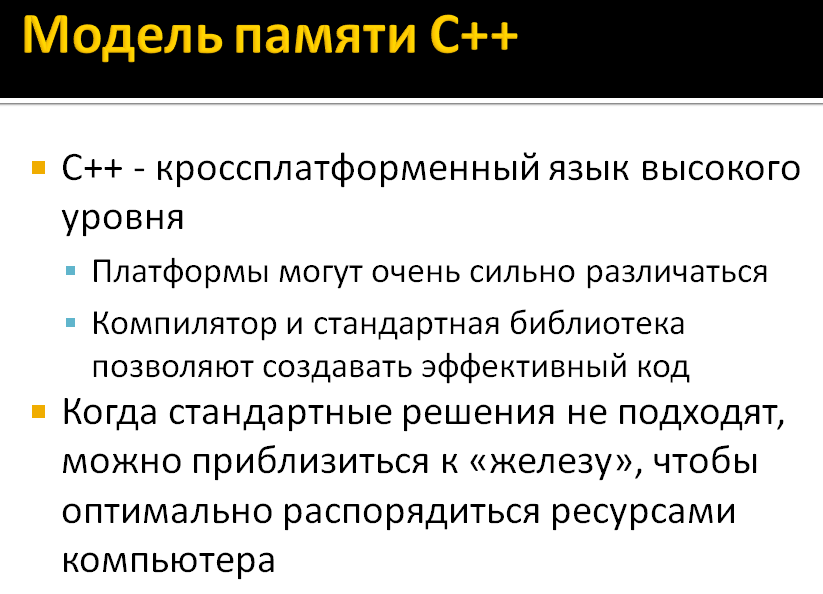 Модель памяти C++
C++ - кроссплатформенный язык высокого
уровня
Платформы могут очень сильно различаться
Компилятор и стандартная библиотека
позволяют создавать эффективный код
Когда стандартные решения не подходят,
можно приблизиться к «железу», чтобы
оптимально распорядиться ресурсами
компьютера